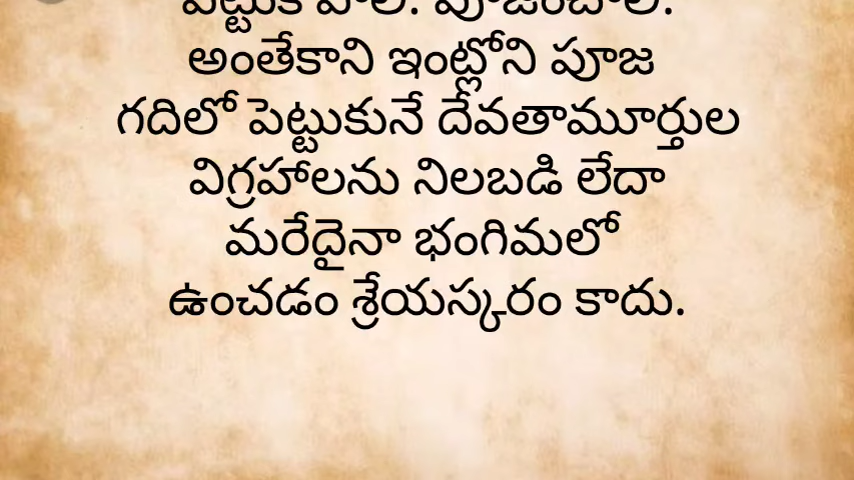 అంతేకాని ఇంట్లోని పూజ
గదిలో పెట్టుకునే దేవతామూర్తుల
విగ్రహాలను నిలబడి లేదా
మరేదైనా భంగిమలో
ఉంచడం శ్రేయస్కరం కాదు.